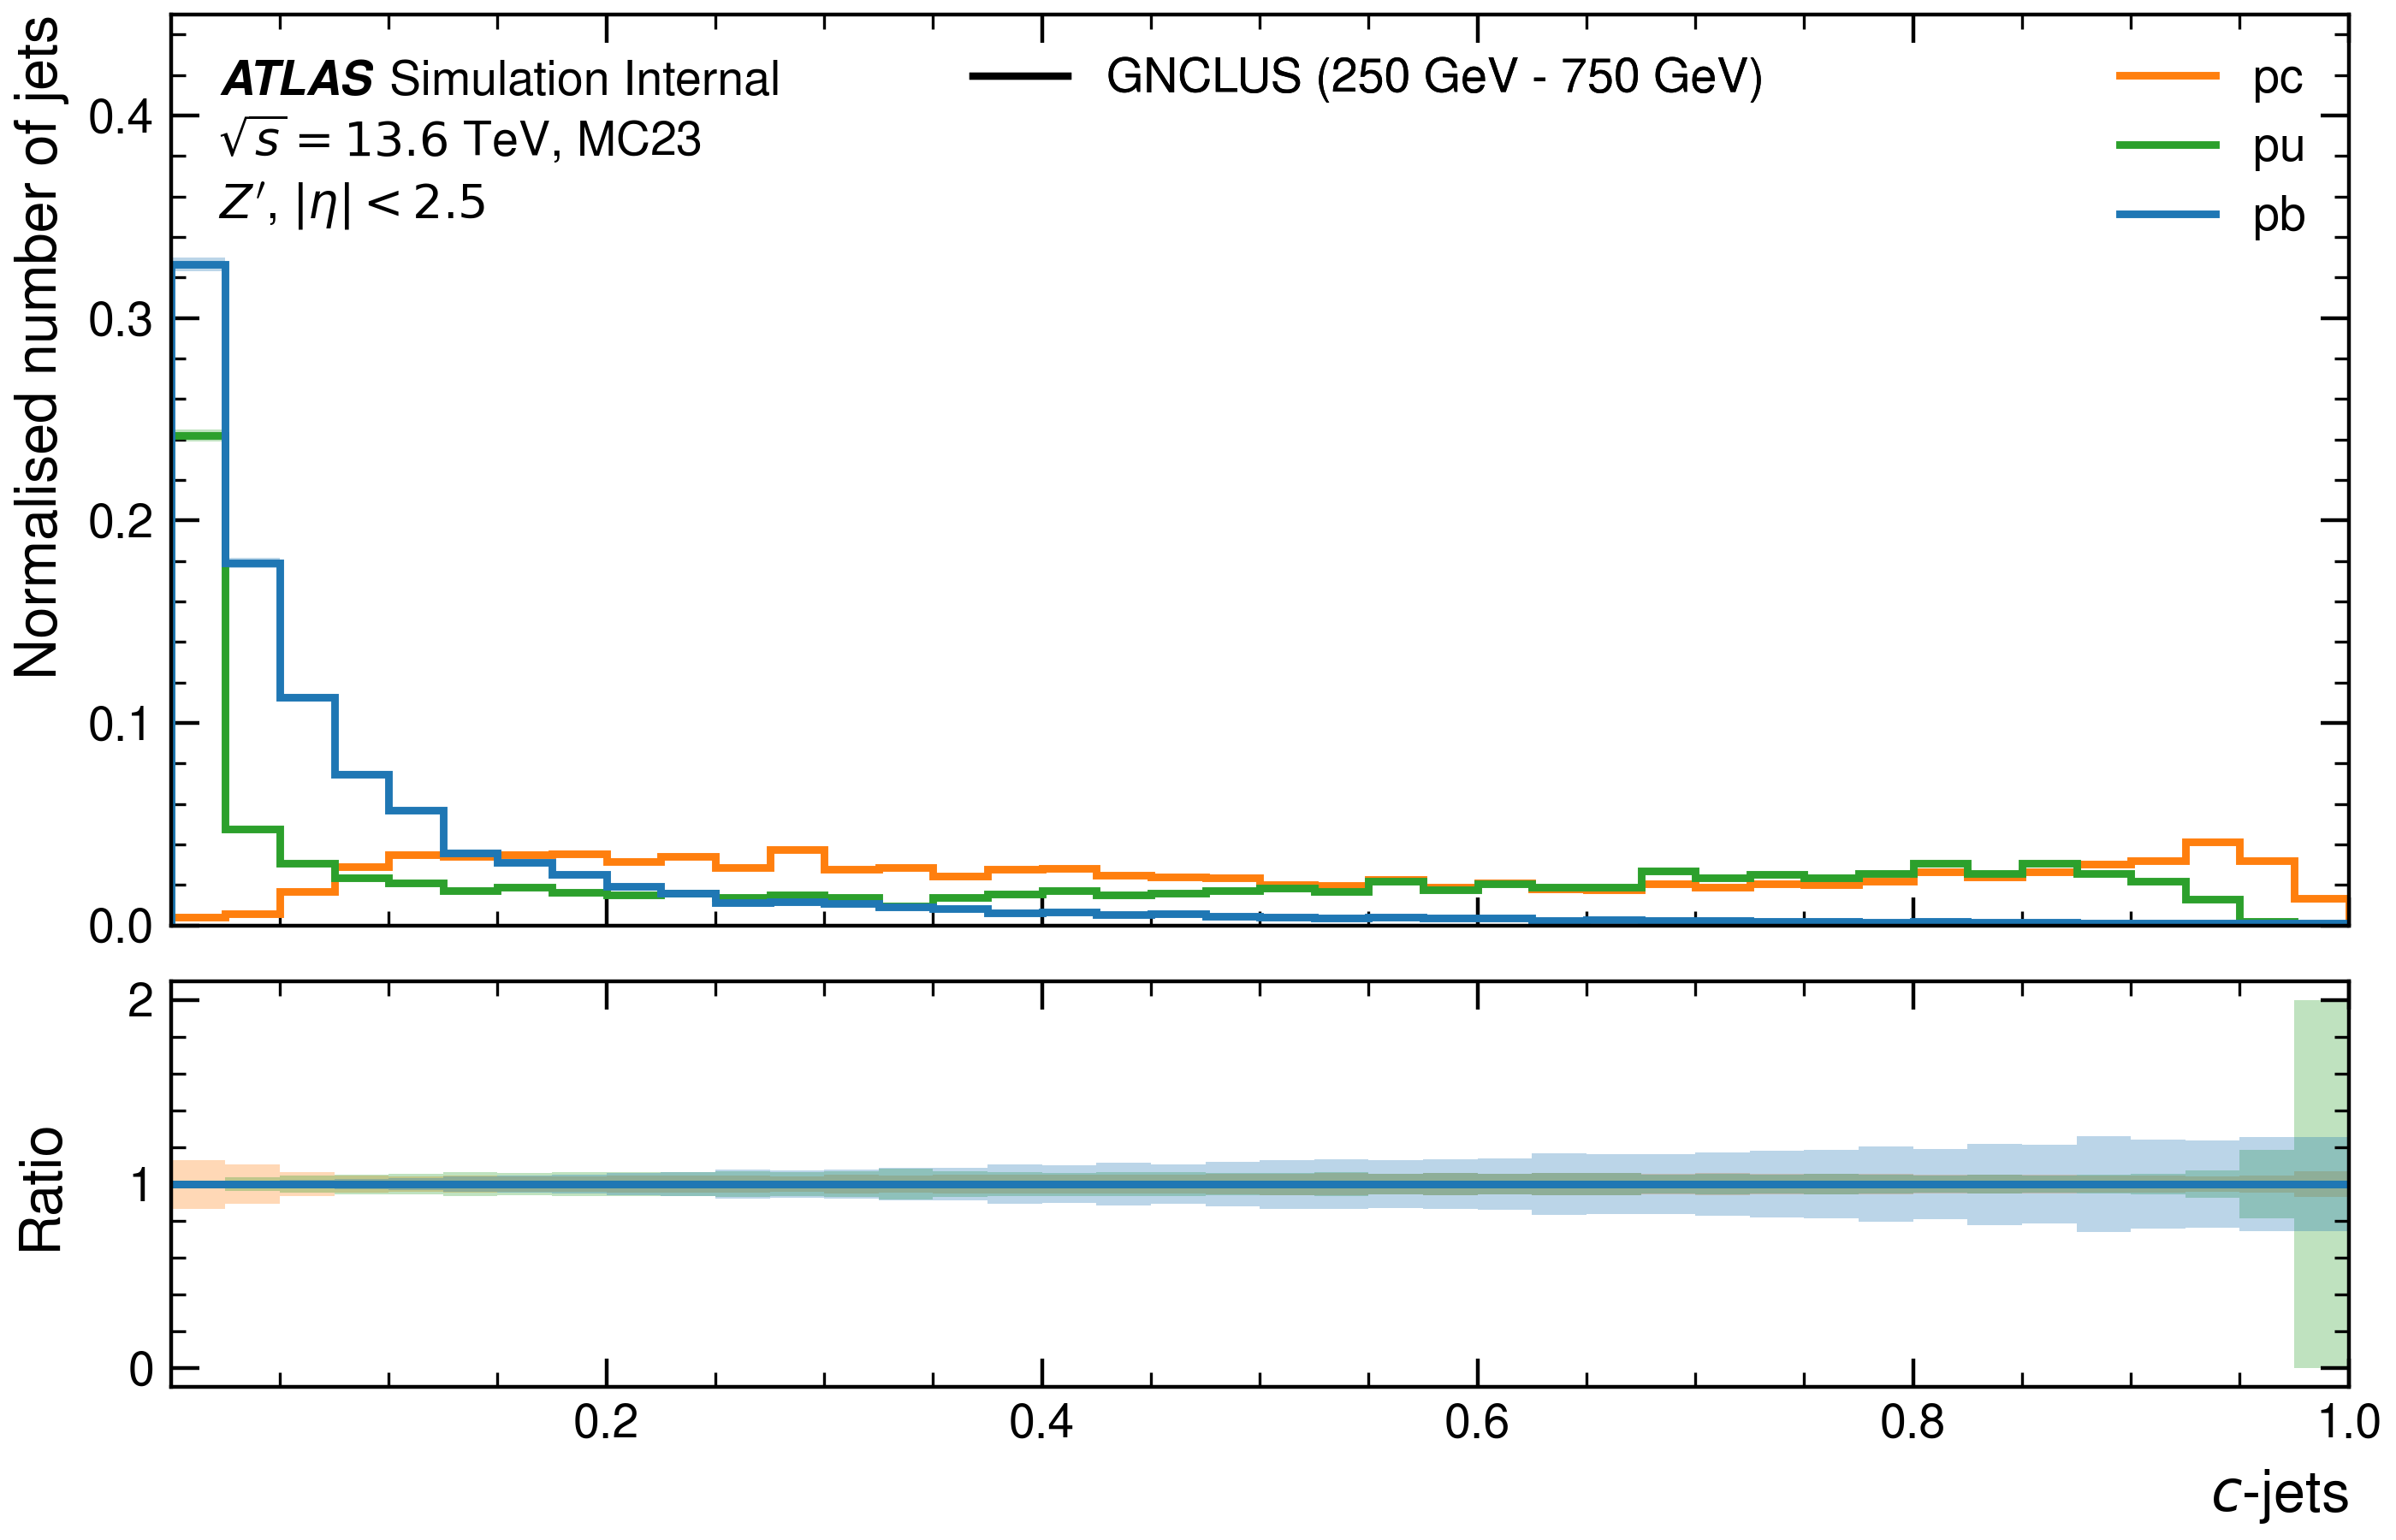 ATLAS Simulation Internal
√s = 13.6 TeV, MC23
Z′, |η| < 2.5
GNCLUS (250 GeV - 750 GeV)
pc
pu
pb
Normalised number of jets
0.4
0.3
0.2
0.1
0.0
Ratio
2
1
0
0.2 0.4 0.6 0.8 1.0
c-jets